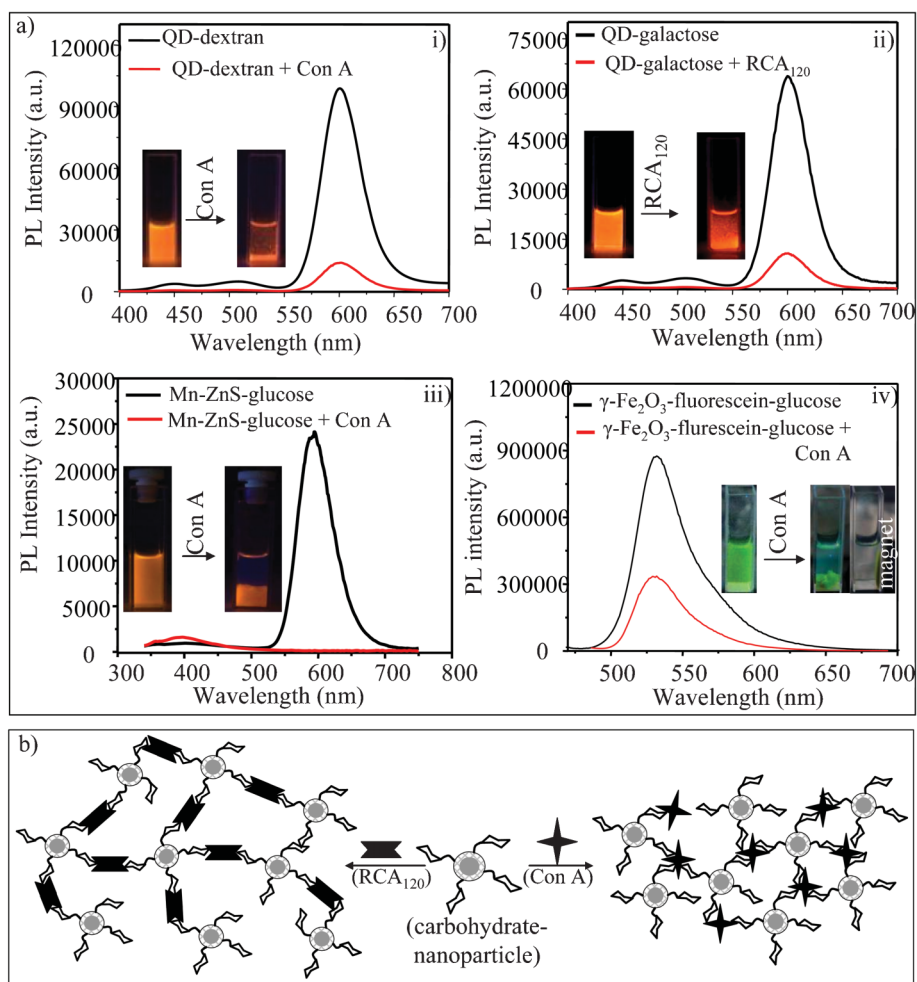 a)
i)
QD-dextran
QD-dextran + Con A
PL Intensity (a.u.)
120000
90000
60000
30000
0
Con A
400 450 500 550 600 650 700
Wavelength (nm)
ii)
QD-galactose
QD-galactose + RCA120
PL Intensity (a.u.)
75000
60000
45000
30000
15000
0
RCA120
400 450 500 550 600 650 700
Wavelength (nm)
iii)
Mn-ZnS-glucose
Mn-ZnS-glucose + Con A
PL Intensity (a.u.)
30000
25000
20000
15000
10000
5000
0
Con A
300 400 500 600 700 800
Wavelength (nm)
iv)
γ-Fe2O3-fluorescein-glucose
γ-Fe2O3-flurescein-glucose +
Con A
PL intensity (a.u.)
1200000
900000
600000
300000
0
Con A
magnet
500 550 600 650 700
Wavelength (nm)
b)
(RCA120)
(Con A)
(carbohydrate-
nanoparticle)